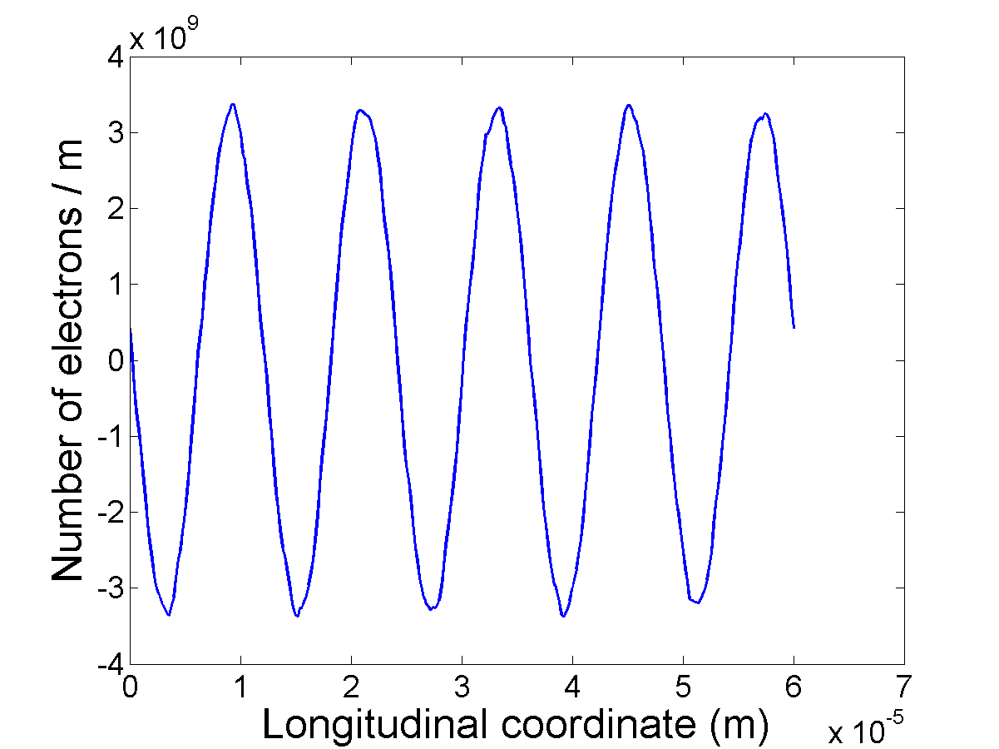 x 10^9
4
3
2
1
0
-1
-2
-3
-4
Number of electrons / m
0 1 2 3 4 5 6 7
Longitudinal coordinate (m)
x 10^-5